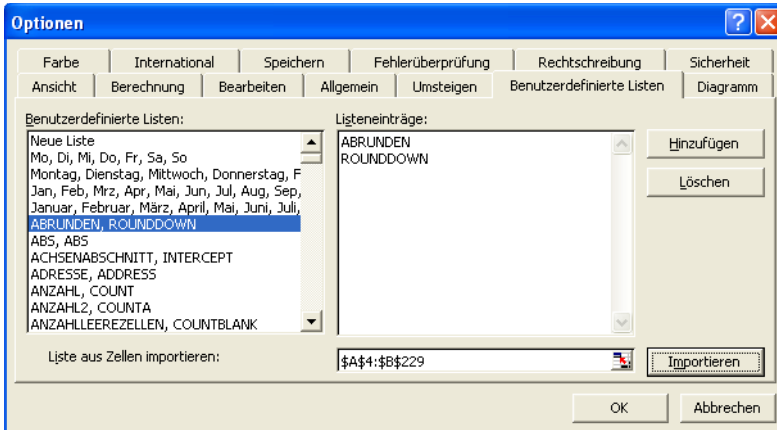 Optionen
Farbe International Speichern Fehlerüberprüfung Rechtschreibung Sicherheit
Ansicht Berechnung Bearbeiten Allgemein Umsteigen Benutzerdefinierte Listen Diagramm
Benutzerdefinierte Listen:
Neue Liste
Mo, Di, Mi, Do, Fr, Sa, So
Montag, Dienstag, Mittwoch, Donnerstag, F
Jan, Feb, Mrz, Apr, Mai, Jun, Jul, Aug, Sep,
Januar, Februar, März, April, Mai, Juni, Juli,
ABRUNDEN, ROUNDDOWN
ABS, ABS
ACHSENABSCHNITT, INTERCEPT
ADRESSE, ADDRESS
ANZAHL, COUNT
ANZAHL2, COUNTA
ANZAHLLEEREZELLEN, COUNTBLANK
Listeneinträge:
ABRUNDEN
ROUNDDOWN
Hinzufügen
Löschen
Liste aus Zellen importieren:
$A$4:$B$229
Importieren
OK
Abbrechen